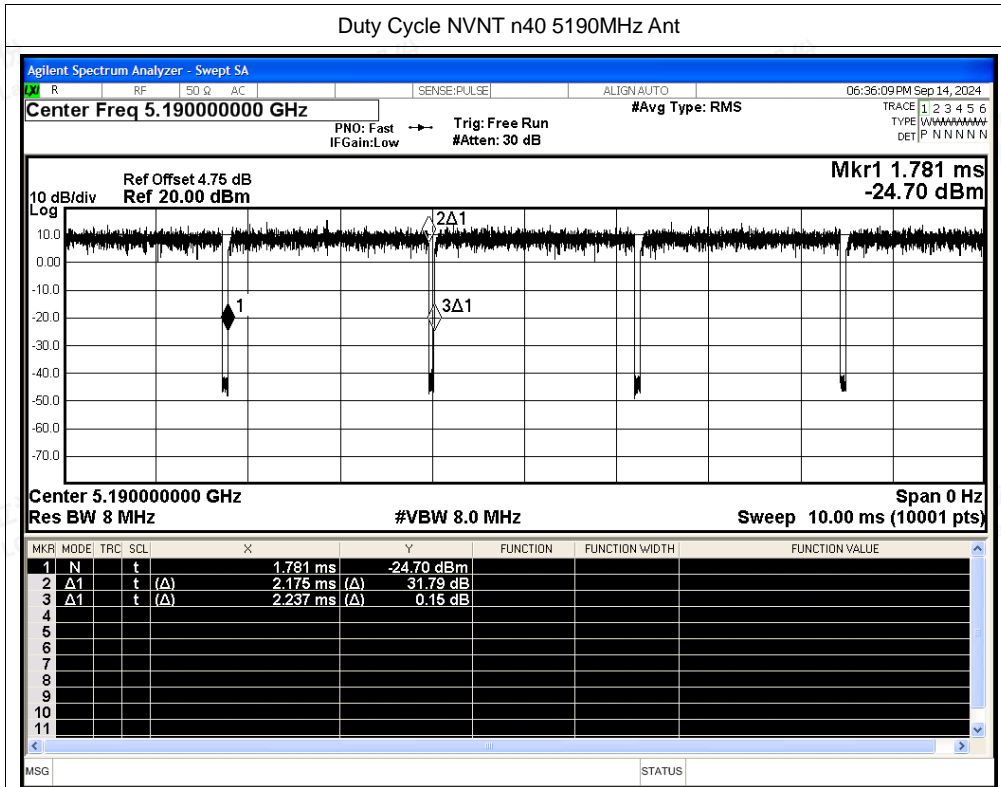 Duty Cycle NVNT n40 5190MHz Ant
Agilent Spectrum Analyzer - Swept SA
LXI R RF 50 Ω AC SENSE:PULSE ALIGN AUTO 06:36:09 PM Sep 14, 2024
Center Freq 5.190000000 GHz #Avg Type: RMS TRACE 1 2 3 4 5 6
PNO: Fast Trig: Free Run TYPE WWWWWW
IFGain:Low #Atten: 30 dB DET P N N N N N
Mkr1 1.781 ms
Ref Offset 4.75 dB
10 dB/div Ref 20.00 dBm -24.70 dBm
Log
2Δ1
10.0
0.00
-10.0
1 3Δ1
-20.0
-30.0
-40.0
-50.0
-60.0
-70.0
Center 5.190000000 GHz Span 0 Hz
Res BW 8 MHz #VBW 8.0 MHz Sweep 10.00 ms (10001 pts)
MKR MODE TRC SCL X Y FUNCTION FUNCTION WIDTH FUNCTION VALUE
1 N t 1.781 ms -24.70 dBm
2 Δ1 t (Δ) 2.175 ms (Δ) 31.79 dB
3 Δ1 t (Δ) 2.237 ms (Δ) 0.15 dB
4
5
6
7
8
9
10
11
MSG STATUS